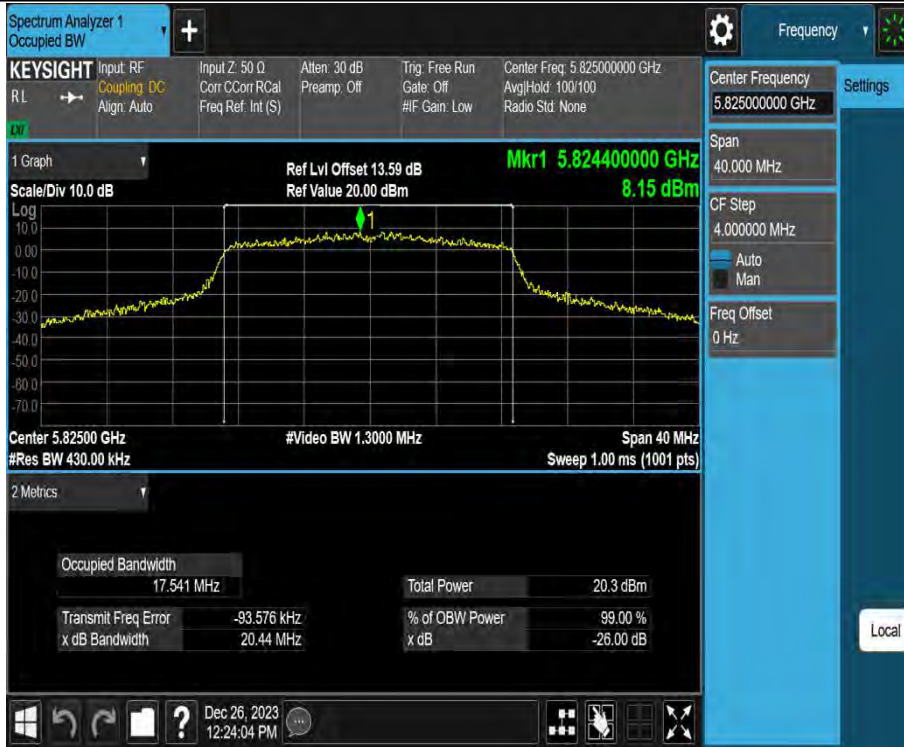 Spectrum Analyzer 1
Occupied BW
+
Frequency
KEYSIGHT
R L
LXI
Input: RF
Coupling: DC
Align: Auto
Input Z: 50 Ω
Corr CCorr RCal
Freq Ref: Int (S)
Atten: 30 dB
Preamp: Off
Trig: Free Run
Gate: Off
#IF Gain: Low
Center Freq: 5.825000000 GHz
Avg|Hold: 100/100
Radio Std: None
Center Frequency
5.825000000 GHz
Settings
Span
40.000 MHz
CF Step
4.000000 MHz
Auto
Man
Freq Offset
0 Hz
1 Graph
Scale/Div 10.0 dB
Ref Lvl Offset 13.59 dB
Ref Value 20.00 dBm
Mkr1 5.824400000 GHz
8.15 dBm
Log
1
10.0
0.00
-10.0
-20.0
-30.0
-40.0
-50.0
-60.0
-70.0
Center 5.82500 GHz
#Video BW 1.3000 MHz
Span 40 MHz
#Res BW 430.00 kHz
Sweep 1.00 ms (1001 pts)
2 Metrics
Occupied Bandwidth
17.541 MHz
Total Power 20.3 dBm
Transmit Freq Error -93.576 kHz
% of OBW Power 99.00 %
x dB Bandwidth 20.44 MHz
x dB -26.00 dB
Local
?
Dec 26, 2023
12:24:04 PM